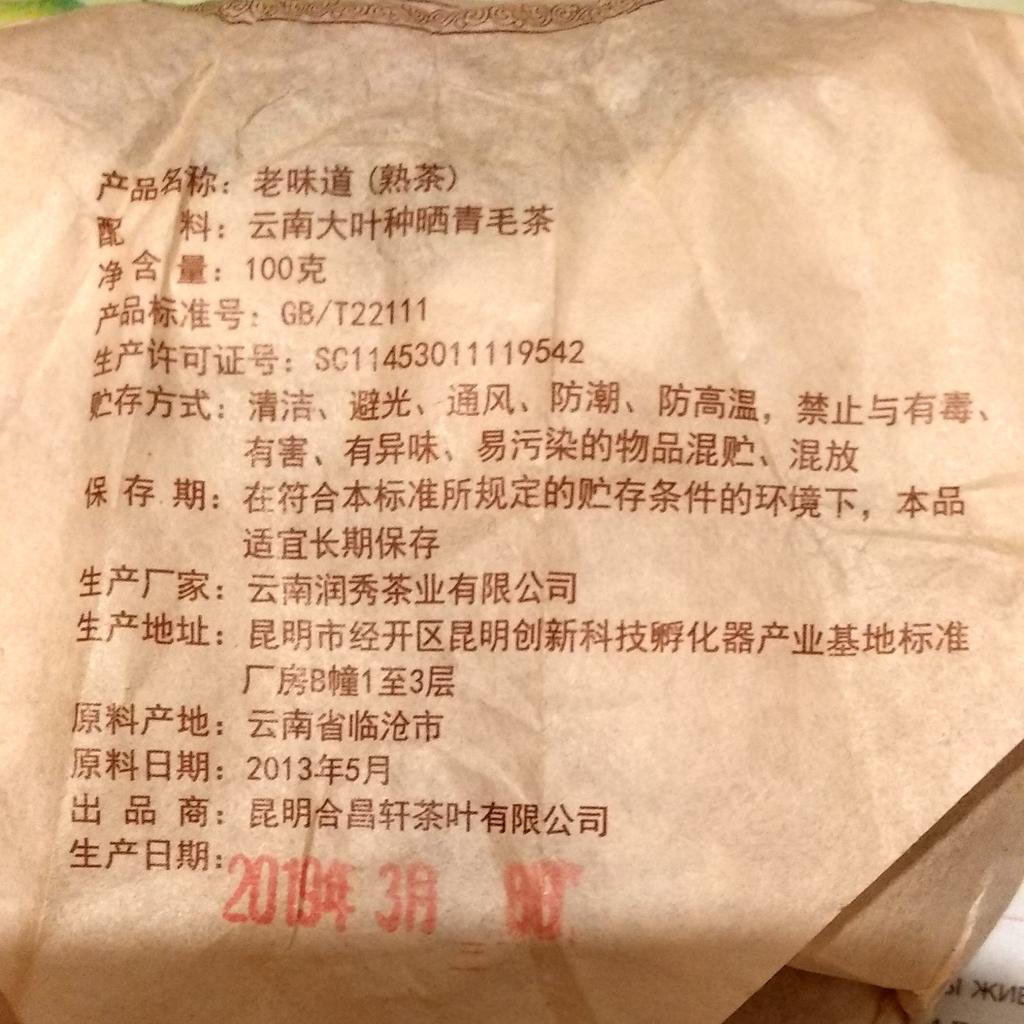 产品名称：老味道（熟茶）
配 料：云南大叶种晒青毛茶
净含量：100克
产品标准号：GB/T22111
生产许可证号：SC11453011119542
贮存方式：清洁、避光、通风、防潮、防高温，禁止与有毒、
有害、有异味、易污染的物品混贮、混放
保存期：在符合本标准所规定的贮存条件的环境下，本品
适宜长期保存
生产厂家：云南润秀茶业有限公司
生产地址：昆明市经开区昆明创新科技孵化器产业基地标准
厂房B幢1至3层
原料产地：云南省临沧市
原料日期：2013年5月
出品商：昆明合昌轩茶叶有限公司
生产日期：
2019年 3月
ЖИВ